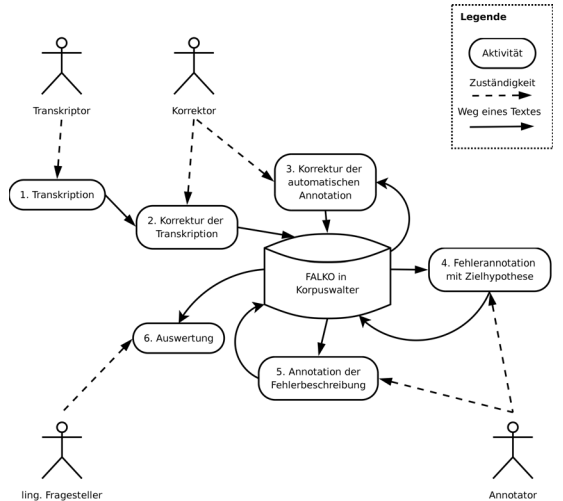 Legende
Aktivität
Zuständigkeit
Weg eines Textes
Transkriptor
Korrektor
1. Transkription
2. Korrektur der
Transkription
3. Korrektur der
automatischen
Annotation
FALKO in
Korpuswalter
4. Fehlerannotation
mit Zielhypothese
6. Auswertung
5. Annotation der
Fehlerbeschreibung
ling. Fragesteller
Annotator